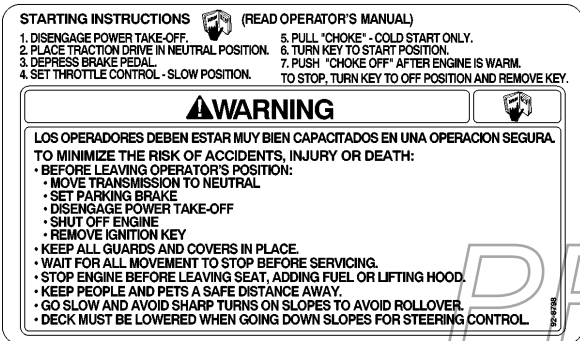 STARTING INSTRUCTIONS (READ OPERATOR'S MANUAL)
1. DISENGAGE POWER TAKE-OFF.
2. PLACE TRACTION DRIVE IN NEUTRAL POSITION.
3. DEPRESS BRAKE PEDAL.
4. SET THROTTLE CONTROL - SLOW POSITION.
5. PULL "CHOKE" - COLD START ONLY.
6. TURN KEY TO START POSITION.
7. PUSH "CHOKE OFF" AFTER ENGINE IS WARM.
TO STOP, TURN KEY TO OFF POSITION AND REMOVE KEY.
WARNING
LOS OPERADORES DEBEN ESTAR MUY BIEN CAPACITADOS EN UNA OPERACION SEGURA.
TO MINIMIZE THE RISK OF ACCIDENTS, INJURY OR DEATH:
• BEFORE LEAVING OPERATOR'S POSITION:
• MOVE TRANSMISSION TO NEUTRAL
• SET PARKING BRAKE
• DISENGAGE POWER TAKE-OFF
• SHUT OFF ENGINE
• REMOVE IGNITION KEY
• KEEP ALL GUARDS AND COVERS IN PLACE.
• WAIT FOR ALL MOVEMENT TO STOP BEFORE SERVICING.
• STOP ENGINE BEFORE LEAVING SEAT, ADDING FUEL OR LIFTING HOOD.
• KEEP PEOPLE AND PETS A SAFE DISTANCE AWAY.
• GO SLOW AND AVOID SHARP TURNS ON SLOPES TO AVOID ROLLOVER.
• DECK MUST BE LOWERED WHEN GOING DOWN SLOPES FOR STEERING CONTROL.
92-8798